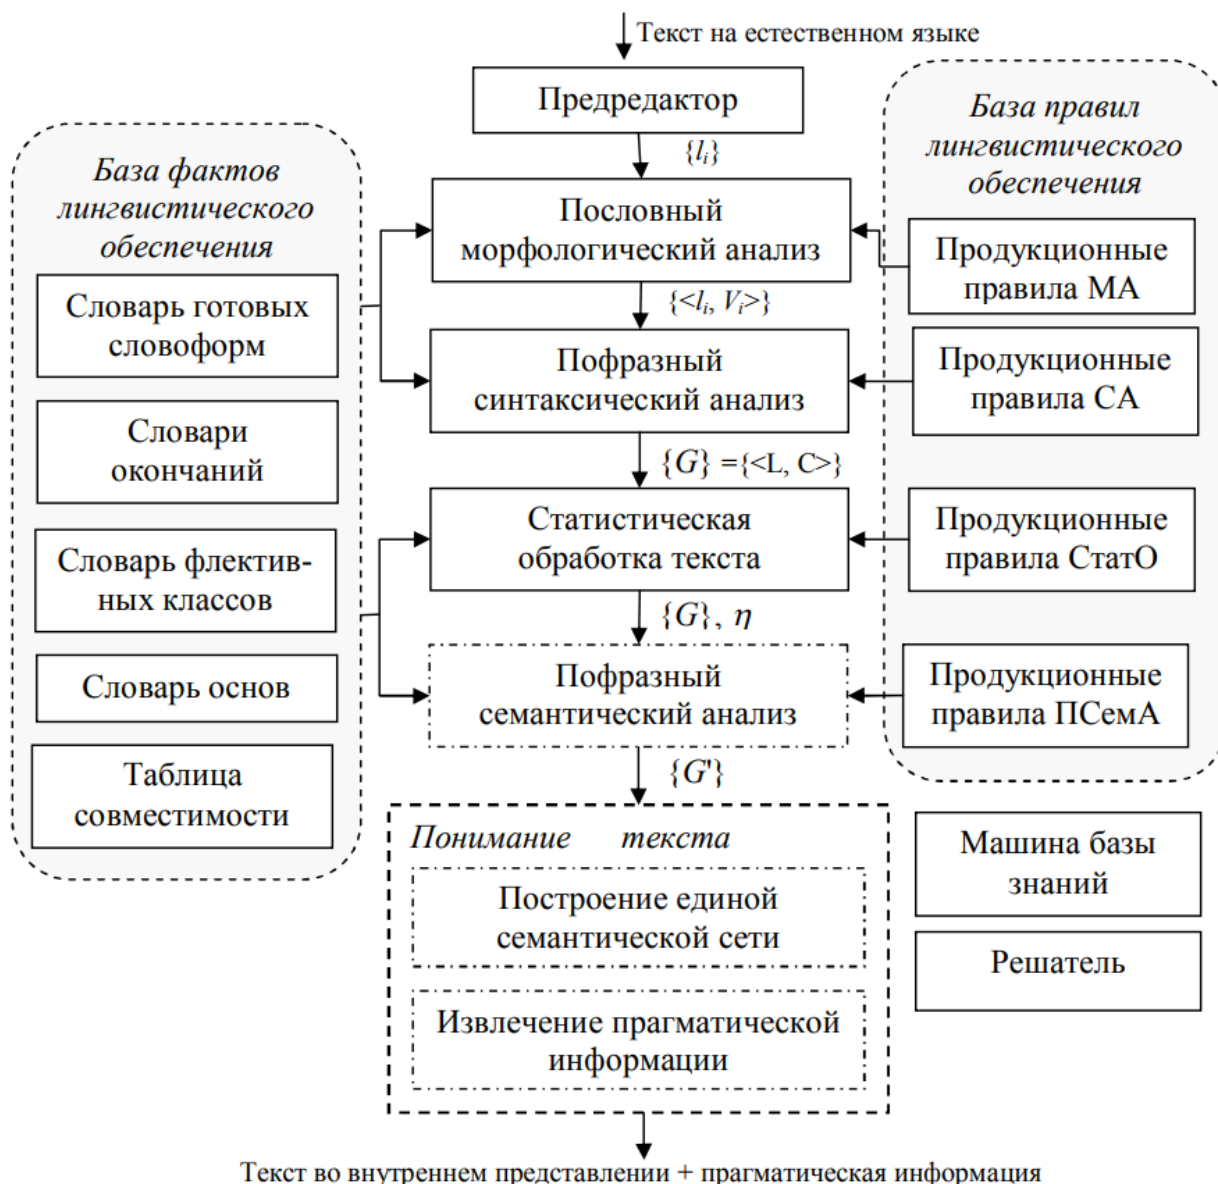 Текст на естественном языке
Предредактор
{lᵢ}
База фактов
лингвистического
обеспечения
Словарь готовых
словоформ
Словари
окончаний
Словарь флектив-
ных классов
Словарь основ
Таблица
совместимости
Пословный
морфологический анализ
{<lᵢ, Vᵢ>}
Пофразный
синтаксический анализ
{G} ={<L, C>}
Статистическая
обработка текста
{G}, η
Пофразный
семантический анализ
{G'}
Понимание текста
Построение единой
семантической сети
Извлечение прагматической
информации
База правил
лингвистического
обеспечения
Продукционные
правила МА
Продукционные
правила СА
Продукционные
правила СтатО
Продукционные
правила ПСемА
Машина базы
знаний
Решатель
Текст во внутреннем представлении + прагматическая информация